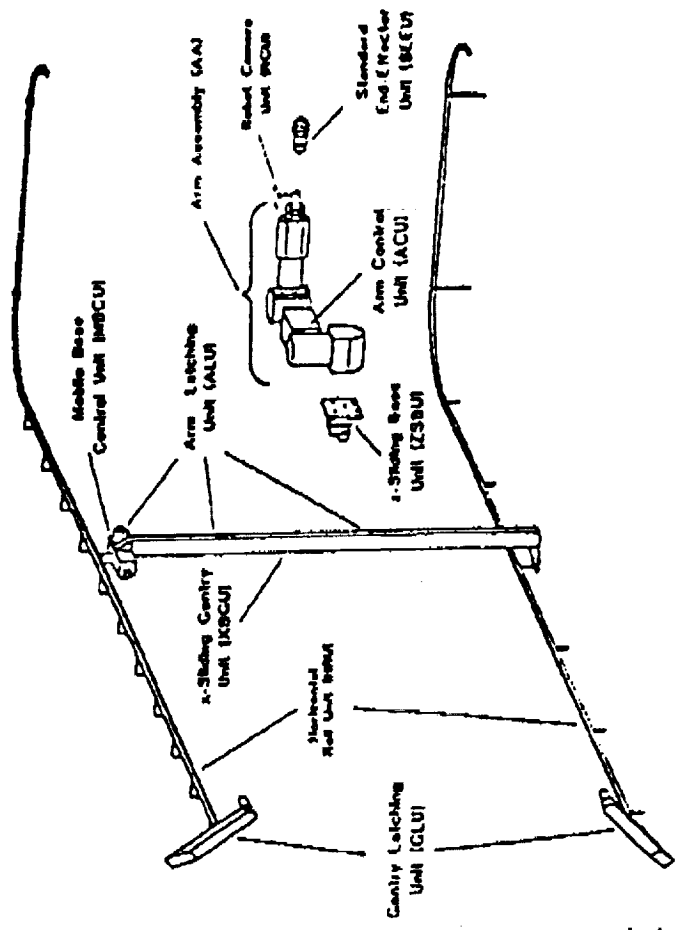 Mobile Base
Control Unit (MBCU)
Arm Assembly (AA)
Robot Camera
Unit (RCU)
Standard
End-Effector
Unit (SEEU)
Arm Latching
Unit (ALU)
Arm Control
Unit (ACU)
z-Sliding Base
Unit (ZSBU)
x-Sliding Gantry
Unit (XSGU)
Horizontal
Rail Unit (HRU)
Gantry Latching
Unit (GLU)